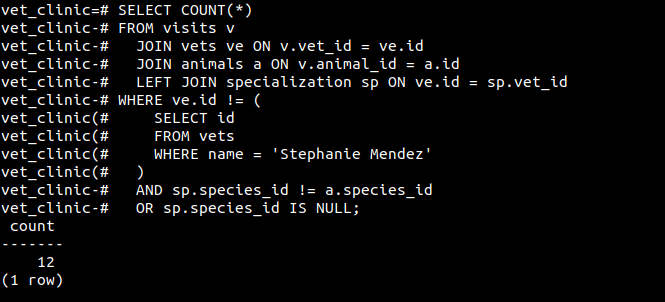 vet_clinic=# SELECT COUNT(*)
vet_clinic-# FROM visits v
vet_clinic-#   JOIN vets ve ON v.vet_id = ve.id
vet_clinic-#   JOIN animals a ON v.animal_id = a.id
vet_clinic-#   LEFT JOIN specialization sp ON ve.id = sp.vet_id
vet_clinic-# WHERE ve.id != (
vet_clinic(#     SELECT id
vet_clinic(#     FROM vets
vet_clinic(#     WHERE name = 'Stephanie Mendez'
vet_clinic(#   )
vet_clinic-#   AND sp.species_id != a.species_id
vet_clinic-#   OR sp.species_id IS NULL;
 count
-------
    12
(1 row)